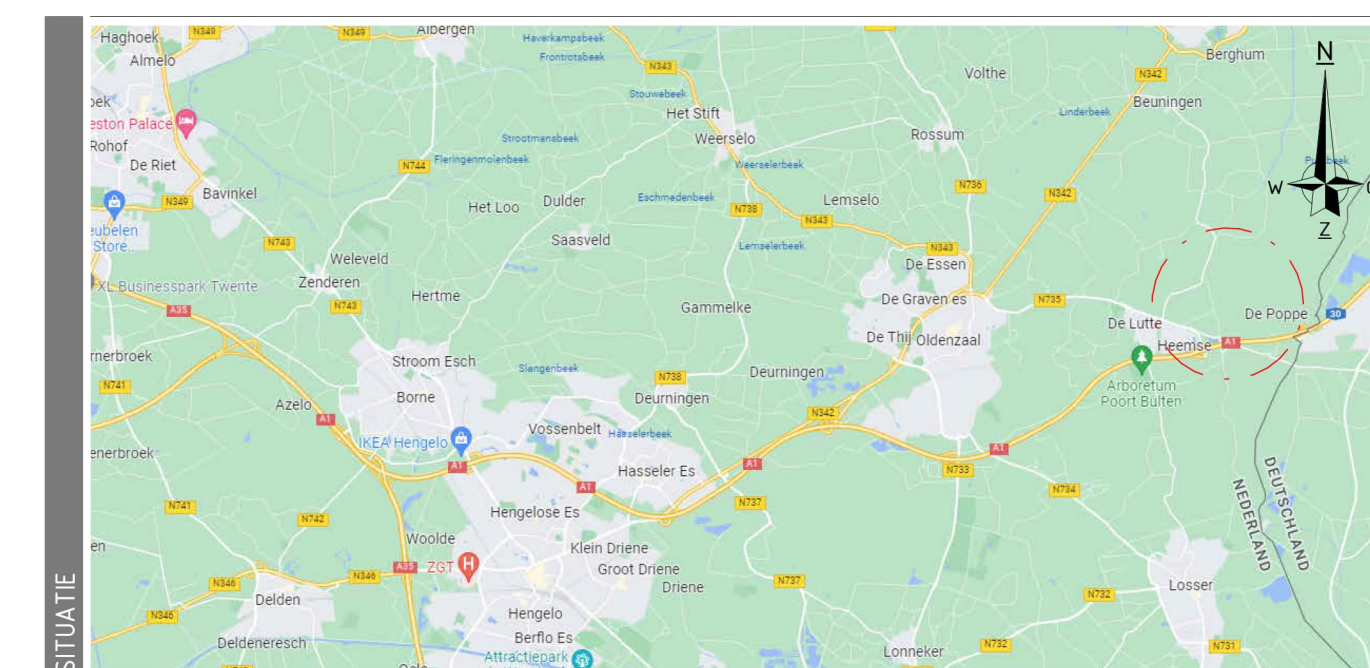 SITUATIE
Haghoek
N349
N349
Albergen
Haverkampsbeek
Frontrotsbeek
Almelo
N343
Volthe
N342
Berghum
N
Stouwebeek
Het Stift
Linderbeek
Beuningen
Weerselo
Rossum
Rohof
Strootmansbeek
De Riet
N744
Fleringenmolenbeek
Weerselerbeek
Bavinkel
N349
Eschmedenbeek
N736
N342
W
Het Loo
Dulder
N738
Lemselo
N343
Z
Store..
N743
Saasveld
Lemselerbeek
N343
Weleveld
De Essen
XL Businesspark Twente
Zenderen
Hertme
N743
A35
Gammelke
De Graven es
N735
De Poppe
30
De Lutte
De Thij
Oldenzaal
Heemse
A1
Stroom Esch
Slangenbeek
N738
Deurningen
Arboretum
Poort Bulten
N741
Borne
Deurningen
Azelo
A1
N342
Vossenbelt
Hasselerbeek
IKEA Hengelo
A1
A1
A1
Hasseler Es
A1
N733
N734
DEUTSCHLAND
NEDERLAND
N741
N742
Hengelose Es
N737
Woolde
Klein Driene
A35
ZGT
H
Groot Driene
N346
N346
Driene
N737
Losser
N732
Delden
N346
Hengelo
Deldeneresch
Berflo Es
Attractiepark
Lonneker
N732
N731